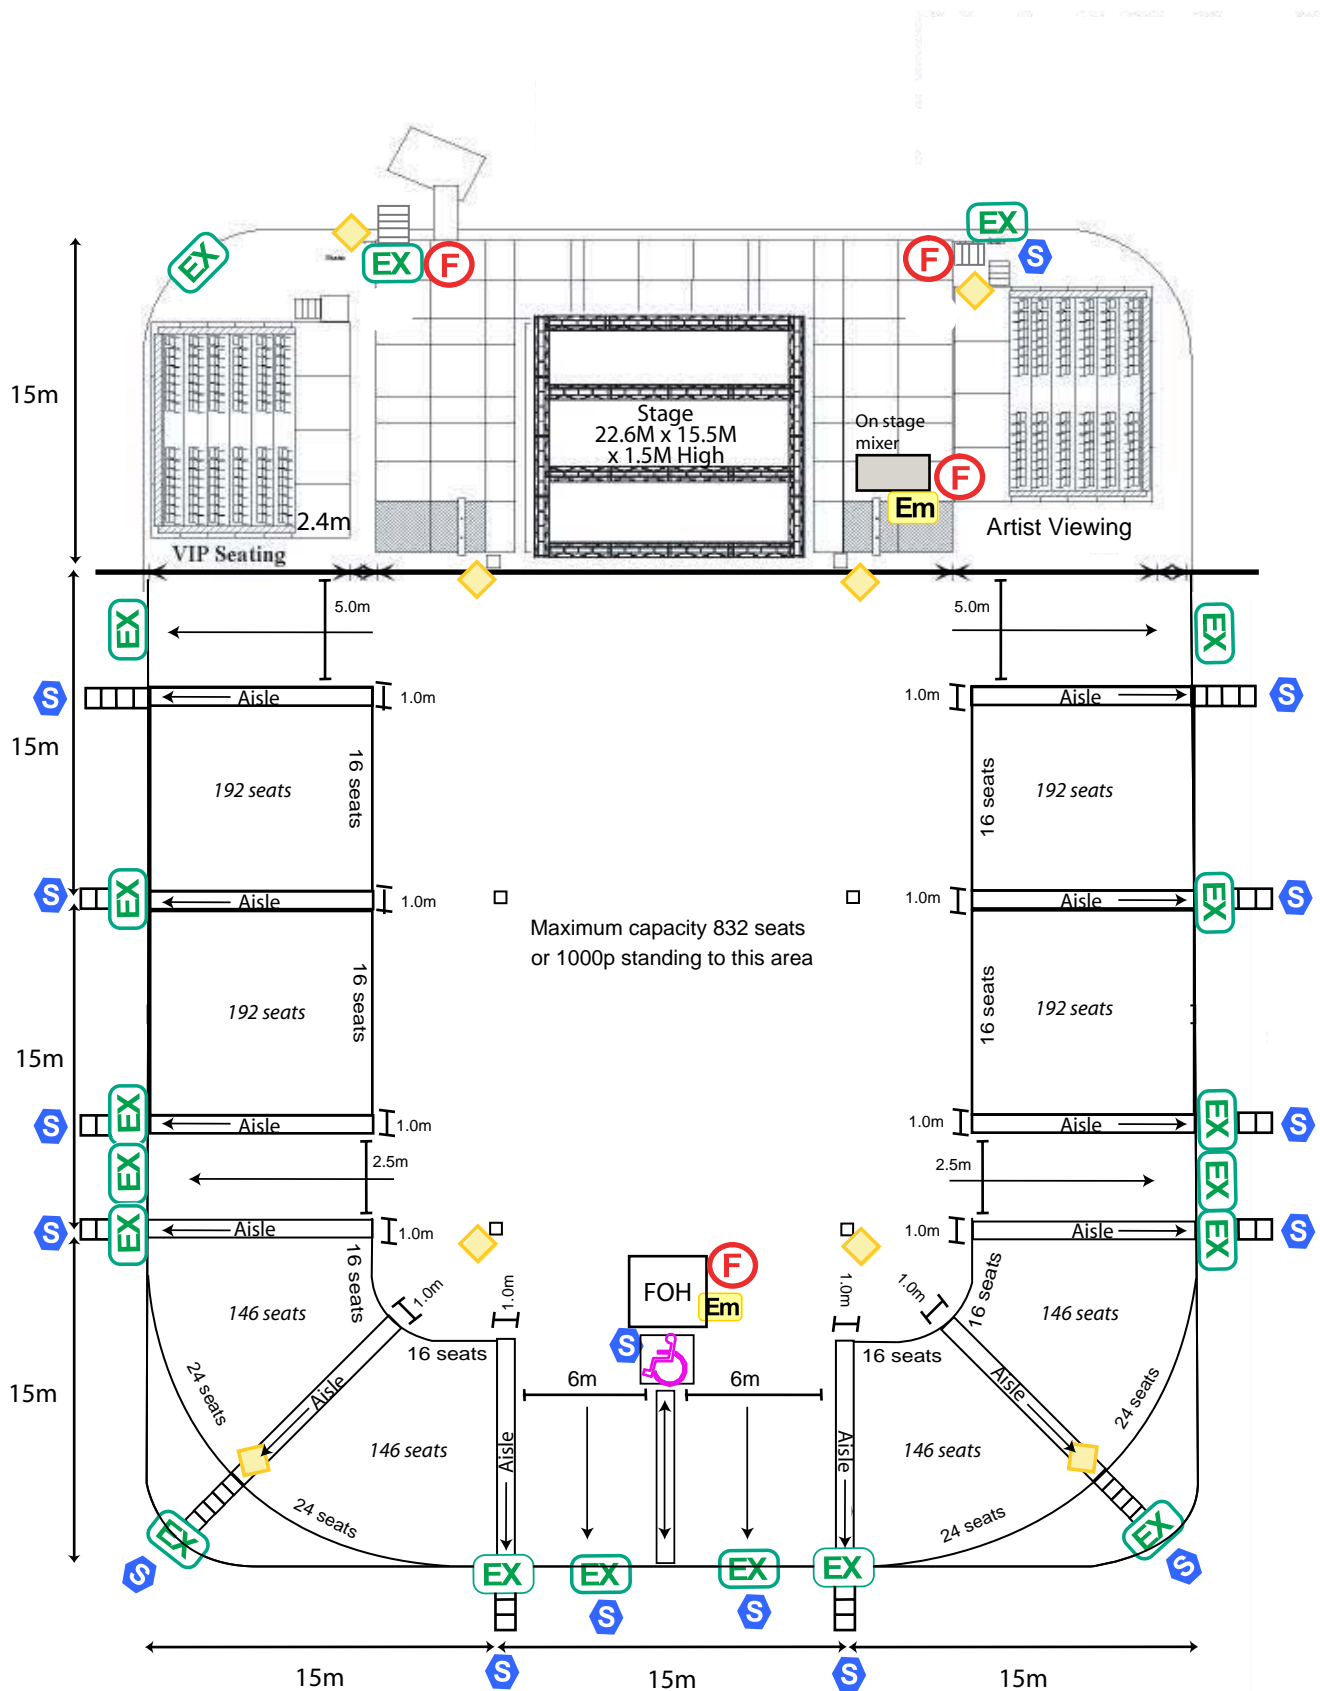 EX
EX
EX
F
F
S
15m
Stage
22.6M x 15.5M
x 1.5M High
On stage
mixer
F
Em
2.4m
VIP Seating
Artist Viewing
EX
5.0m
5.0m
EX
S
Aisle
1.0m
1.0m
Aisle
S
15m
192 seats
16 seats
16 seats
192 seats
S
EX
Aisle
1.0m
1.0m
Aisle
EX
S
Maximum capacity 832 seats
or 1000p standing to this area
192 seats
16 seats
16 seats
192 seats
15m
S
EX
Aisle
1.0m
1.0m
Aisle
EX
S
EX
2.5m
2.5m
EX
S
EX
Aisle
1.0m
1.0m
Aisle
EX
S
16 seats
146 seats
1.0m
1.0m
FOH
F
Em
1.0m
1.0m
16 seats
146 seats
S
16 seats
16 seats
15m
24 seats
Aisle
6m
6m
Aisle
24 seats
146 seats
Aisle
Aisle
146 seats
24 seats
24 seats
EX
EX
S
EX
EX
EX
EX
S
S
S
S
S
15m
15m
15m